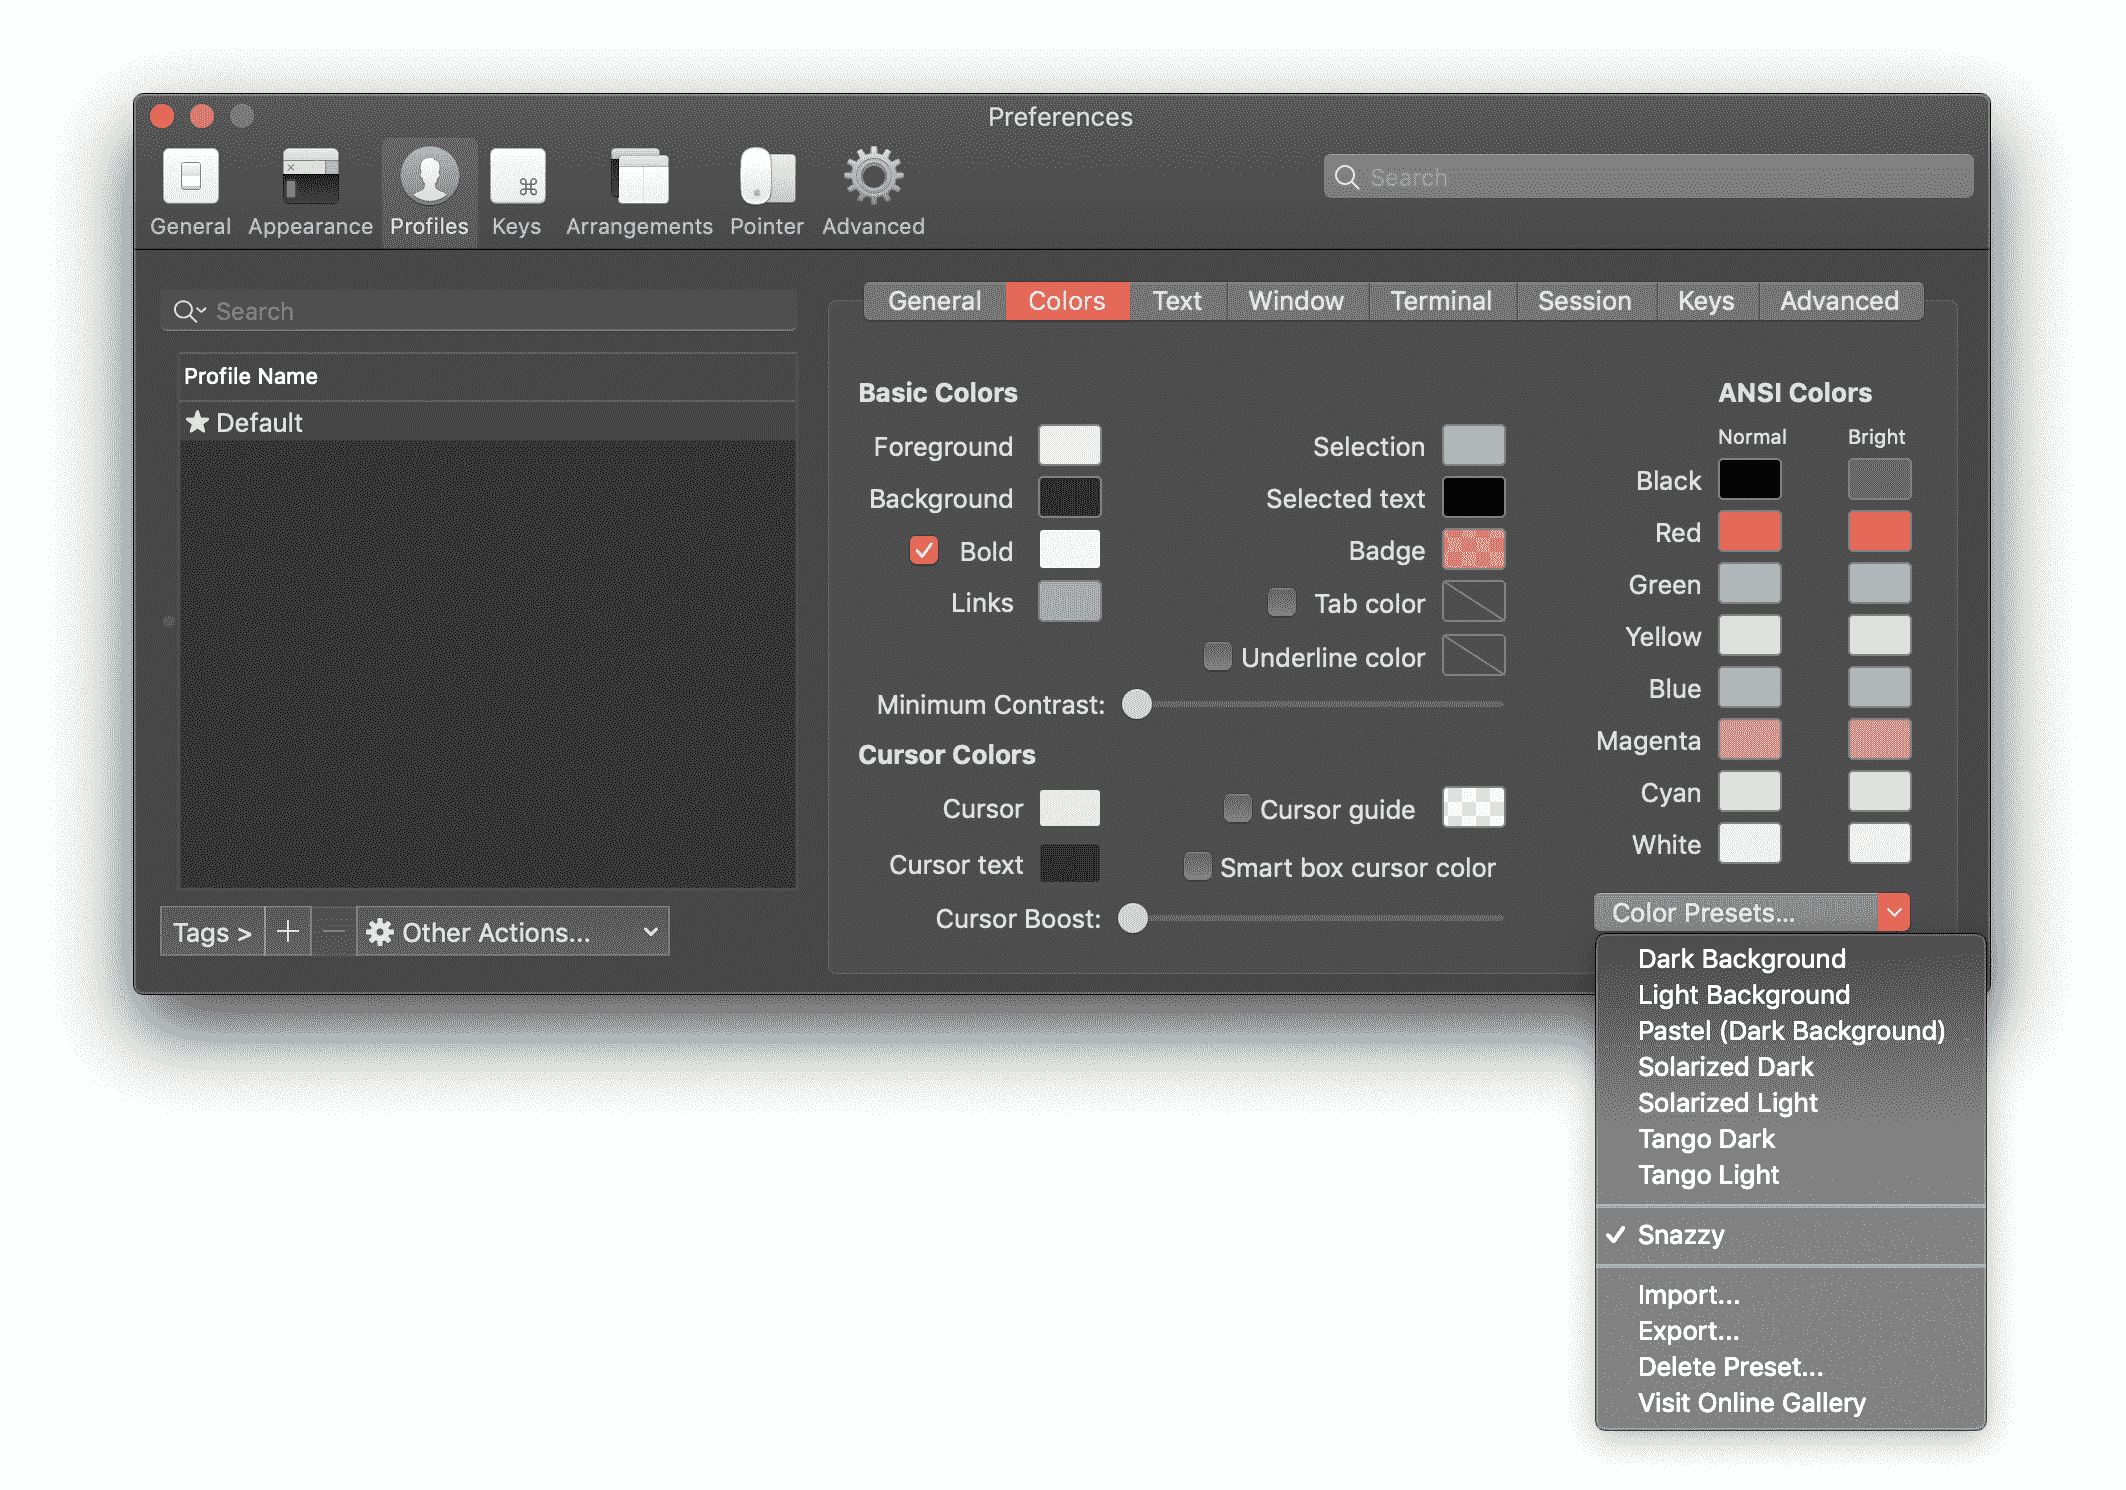 Preferences
General Appearance Profiles Keys Arrangements Pointer Advanced
Search
Search
Profile Name
Default
Tags >
Other Actions...
General Colors Text Window Terminal Session Keys Advanced
Basic Colors
Foreground
Background
Bold
Links
Selection
Selected text
Badge
Tab color
Underline color
Minimum Contrast:
Cursor Colors
Cursor
Cursor text
Cursor guide
Smart box cursor color
Cursor Boost:
ANSI Colors
Normal Bright
Black
Red
Green
Yellow
Blue
Magenta
Cyan
White
Color Presets...
Dark Background
Light Background
Pastel (Dark Background)
Solarized Dark
Solarized Light
Tango Dark
Tango Light
Snazzy
Import...
Export...
Delete Preset...
Visit Online Gallery